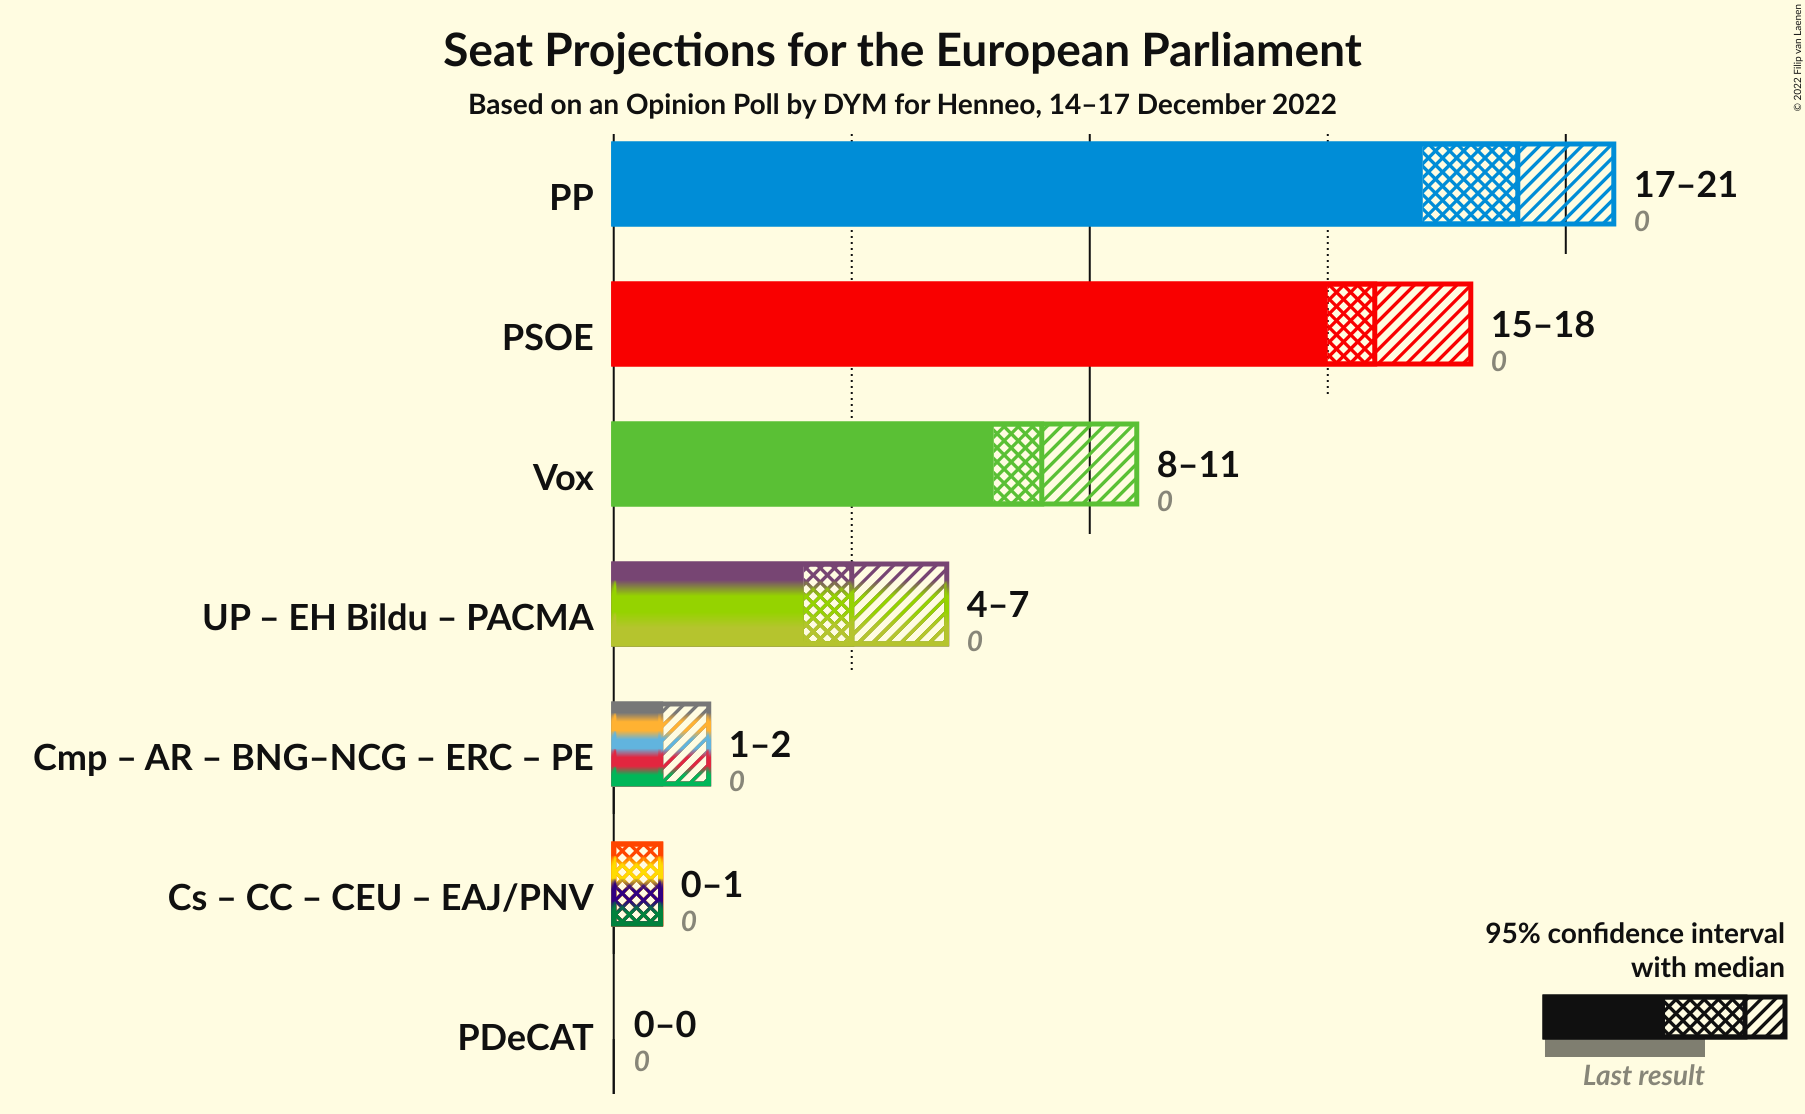 Seat Projections for the European Parliament
Based on an Opinion Poll by DYM for Henneo, 14–17 December 2022
© 2022 Filip van Laenen
PP
17–21
0
PSOE
15–18
0
Vox
8–11
0
UP – EH Bildu – PACMA
4–7
0
Cmp – AR – BNG–NCG – ERC – PE
1–2
0
Cs – CC – CEU – EAJ/PNV
0–1
0
PDeCAT
0–0
0
95% confidence interval
with median
Last result